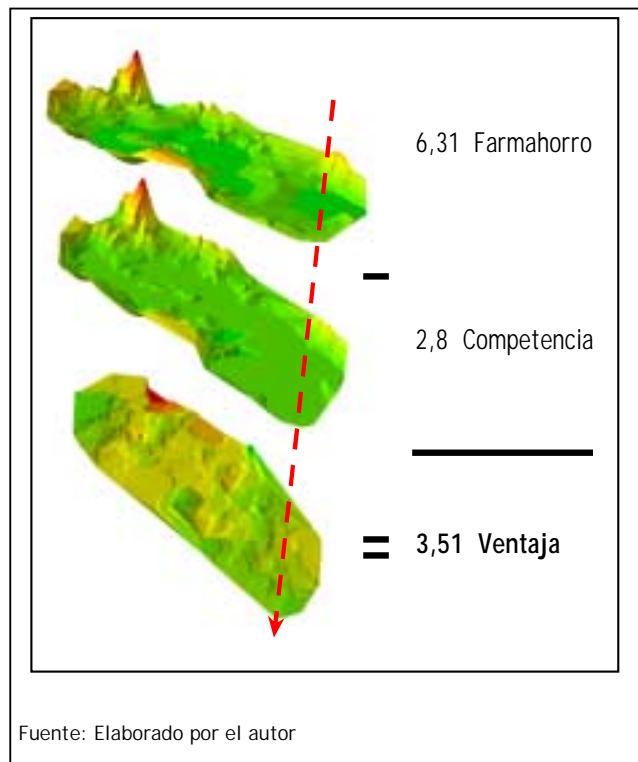 6,31 Farmahorro
–
2,8 Competencia
= 3,51 Ventaja
Fuente: Elaborado por el autor